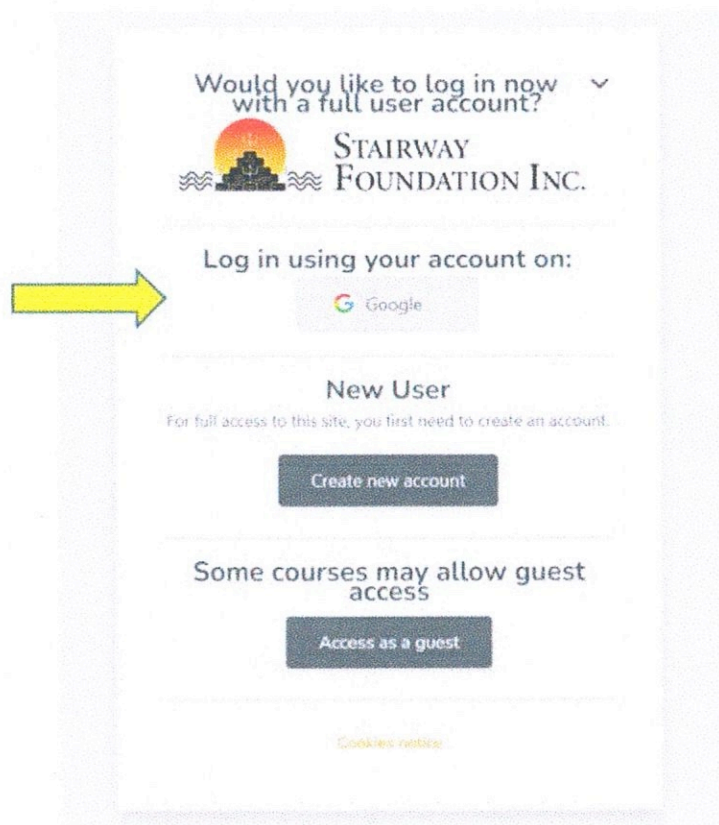 Would you like to log in now
with a full user account?
STAIRWAY
FOUNDATION INC.
Log in using your account on:
Google
New User
For full access to this site, you first need to create an account.
Create new account
Some courses may allow guest
access
Access as a guest
Cookies notice